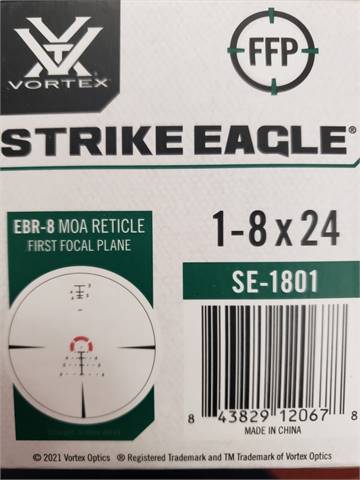 VORTEX
FFP
STRIKE EAGLE®
EBR-8 MOA RETICLE
FIRST FOCAL PLANE
1-8 x 24
SE-1801
8 43829 12067 8
MADE IN CHINA
© 2021 Vortex Optics ® Registered Trademark and TM Trademark of Vortex Optics